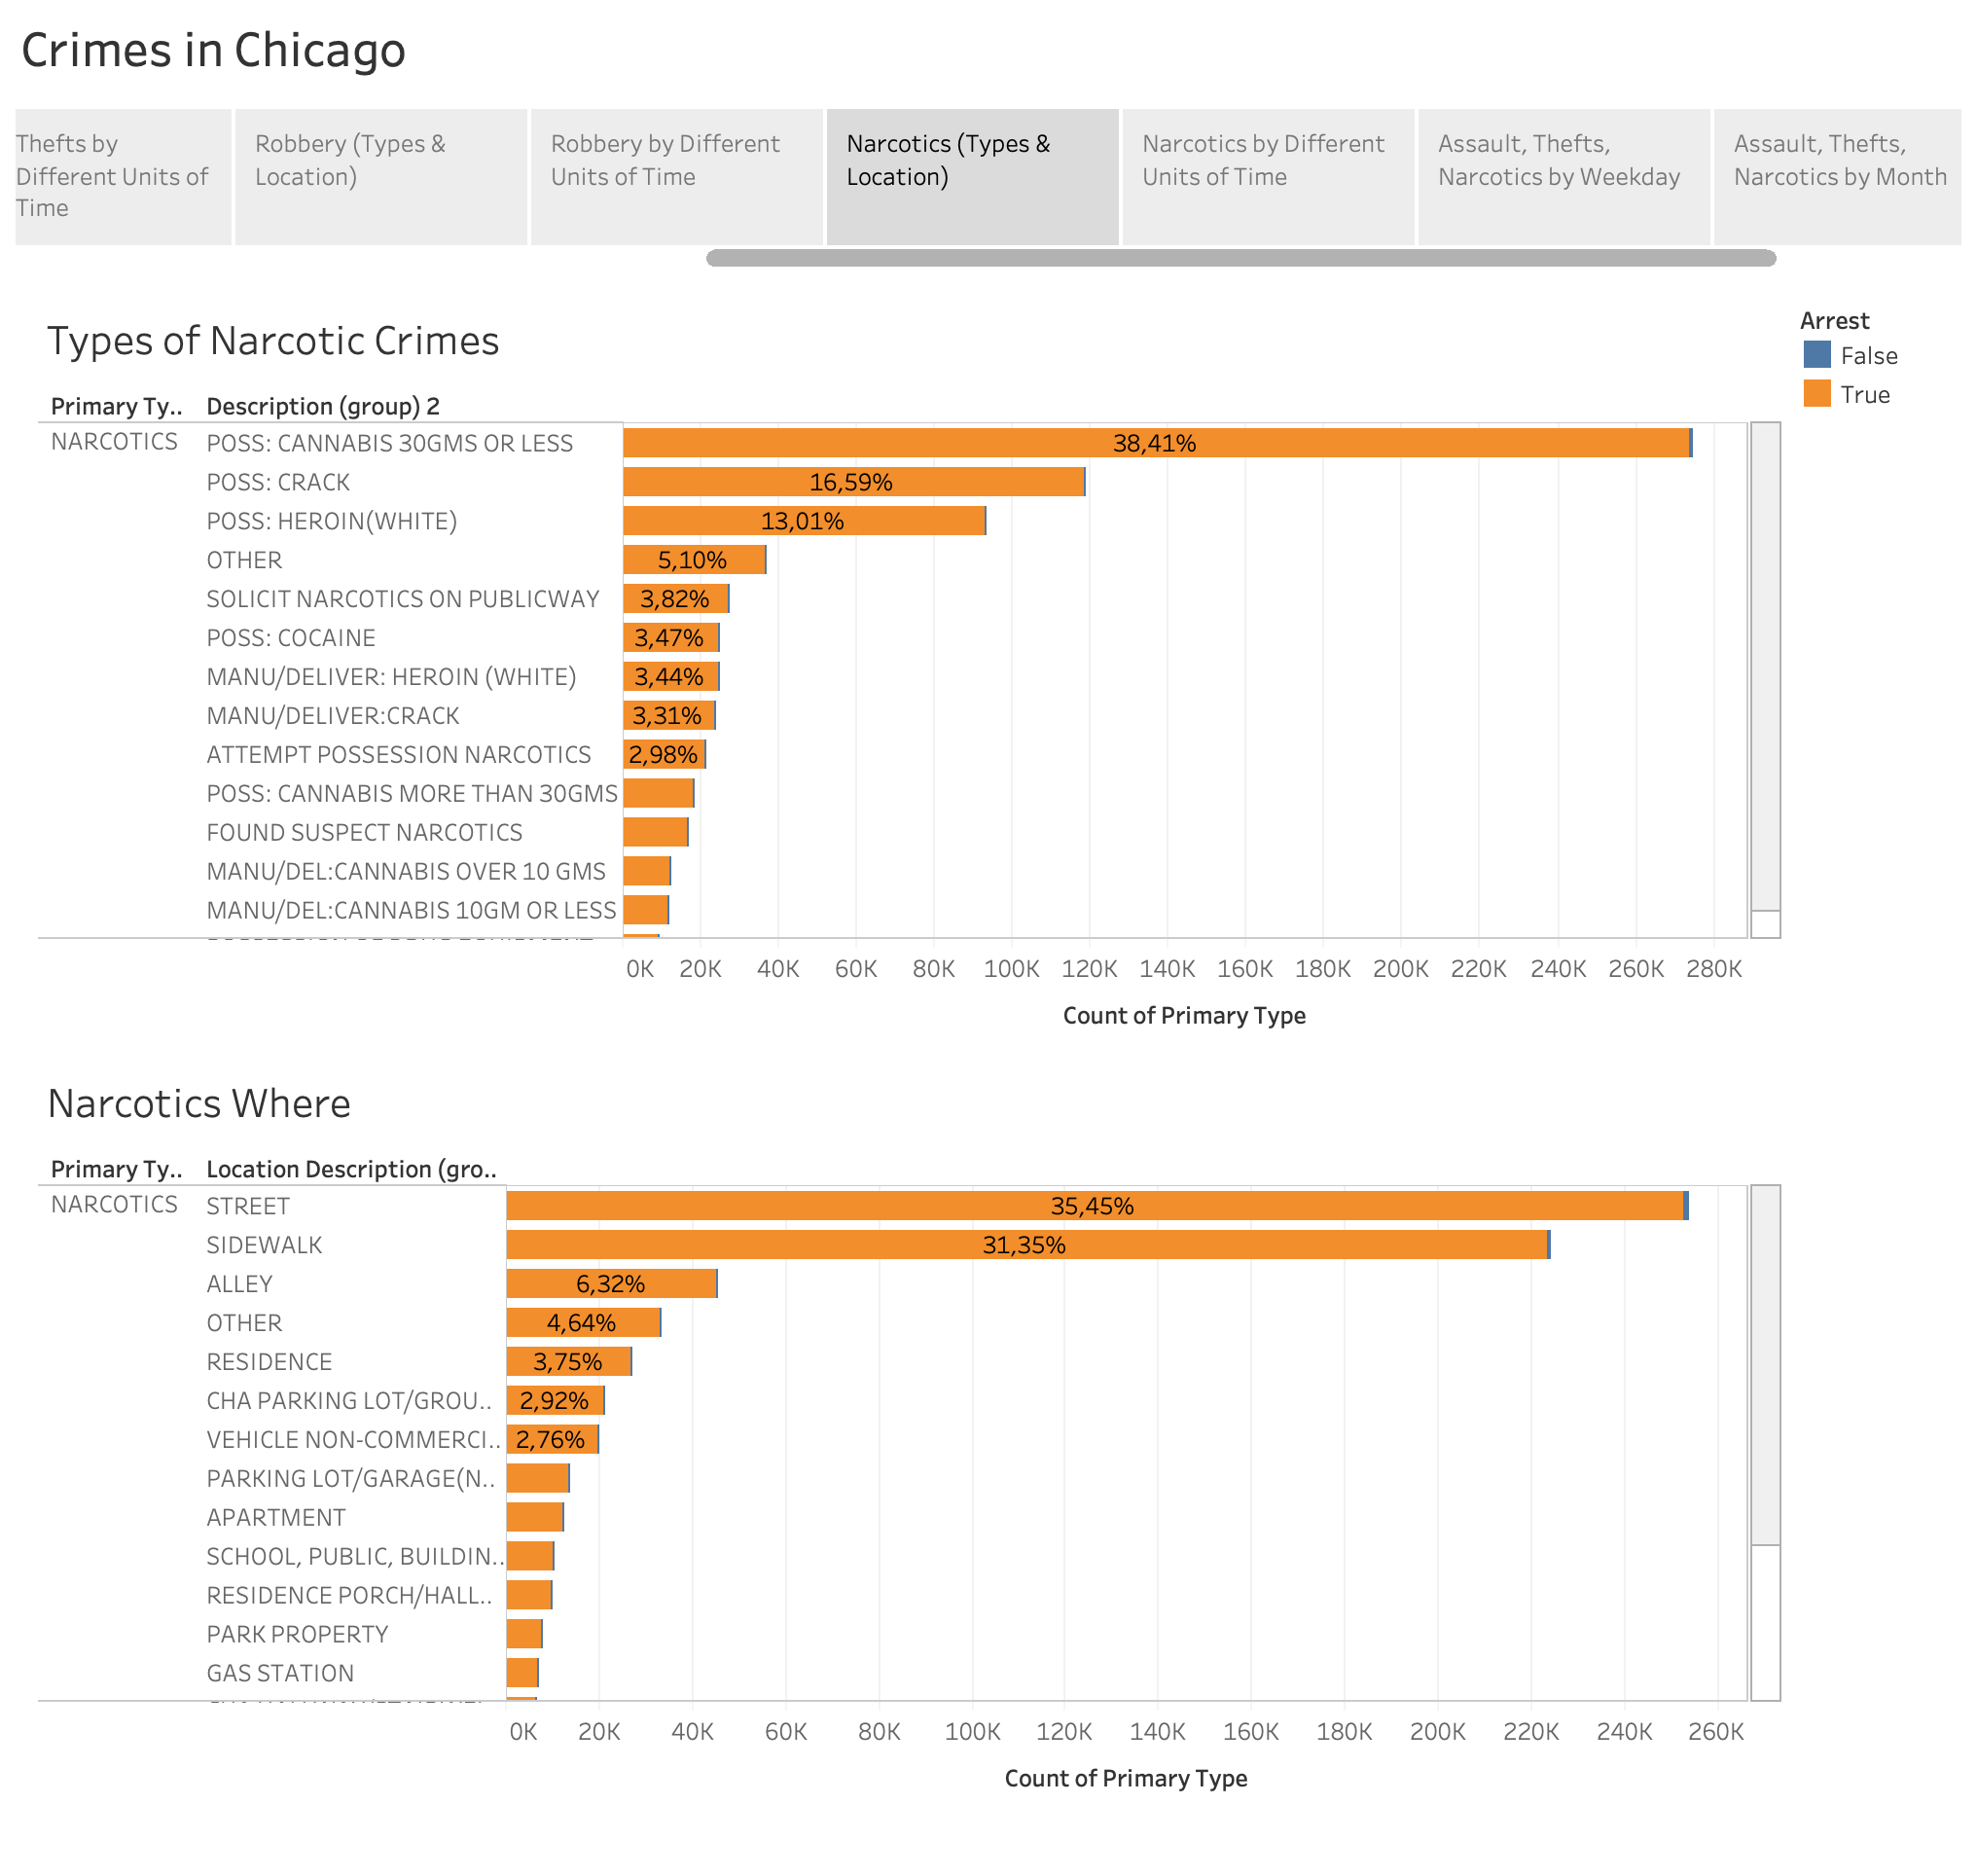 Crimes in Chicago
Thefts by
Different Units of
Time
Robbery (Types &
Location)
Robbery by Different
Units of Time
Narcotics (Types &
Location)
Narcotics by Different
Units of Time
Assault, Thefts,
Narcotics by Weekday
Assault, Thefts,
Narcotics by Month
Arrest
False
True
Types of Narcotic Crimes
Primary Ty.. Description (group) 2
NARCOTICS POSS: CANNABIS 30GMS OR LESS 38,41%
POSS: CRACK 16,59%
POSS: HEROIN(WHITE) 13,01%
OTHER 5,10%
SOLICIT NARCOTICS ON PUBLICWAY 3,82%
POSS: COCAINE 3,47%
MANU/DELIVER: HEROIN (WHITE) 3,44%
MANU/DELIVER:CRACK 3,31%
ATTEMPT POSSESSION NARCOTICS 2,98%
POSS: CANNABIS MORE THAN 30GMS
FOUND SUSPECT NARCOTICS
MANU/DEL:CANNABIS OVER 10 GMS
MANU/DEL:CANNABIS 10GM OR LESS
0K 20K 40K 60K 80K 100K 120K 140K 160K 180K 200K 220K 240K 260K 280K
Count of Primary Type
Narcotics Where
Primary Ty.. Location Description (gro..
NARCOTICS STREET 35,45%
SIDEWALK 31,35%
ALLEY 6,32%
OTHER 4,64%
RESIDENCE 3,75%
CHA PARKING LOT/GROU.. 2,92%
VEHICLE NON-COMMERCI.. 2,76%
PARKING LOT/GARAGE(N..
APARTMENT
SCHOOL, PUBLIC, BUILDIN..
RESIDENCE PORCH/HALL..
PARK PROPERTY
GAS STATION
0K 20K 40K 60K 80K 100K 120K 140K 160K 180K 200K 220K 240K 260K
Count of Primary Type